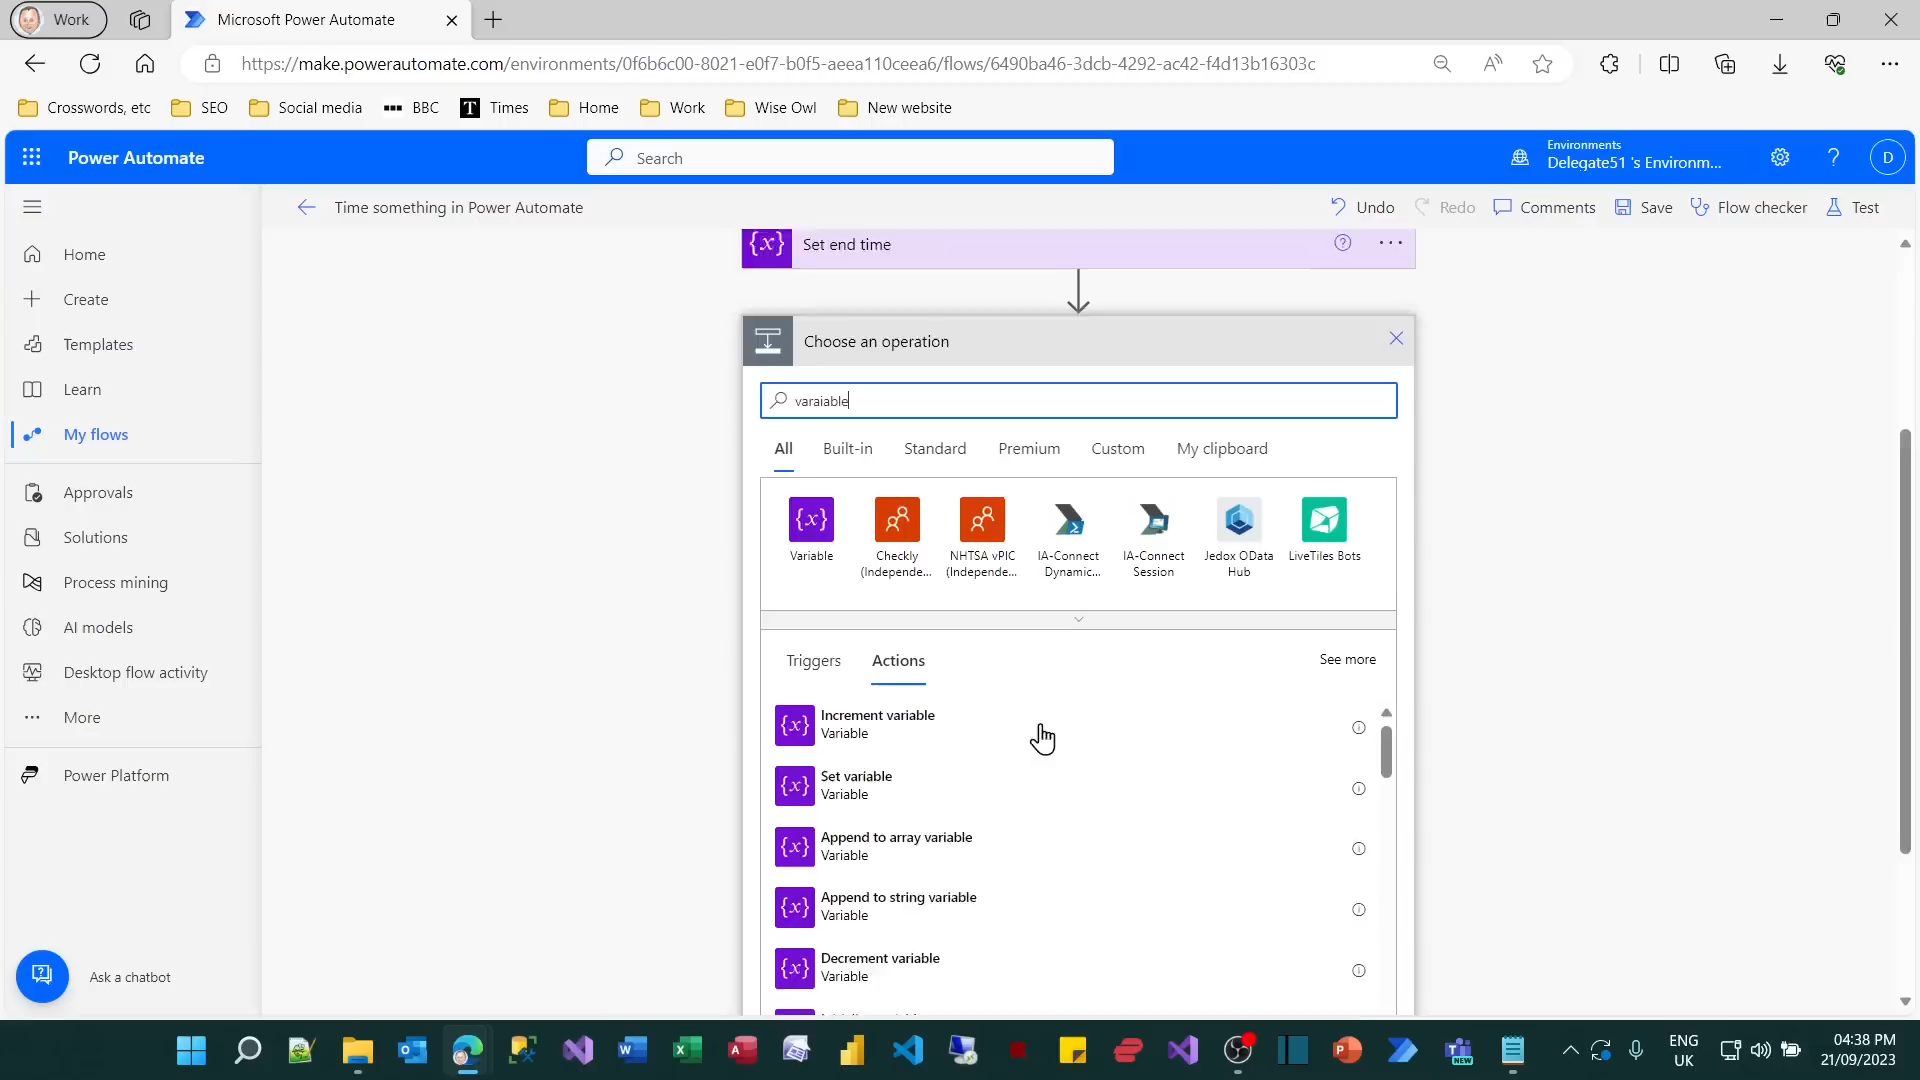 Work
Microsoft Power Automate
https://make.powerautomate.com/environments/0f6b6c00-8021-e0f7-b0f5-aeea110ceea6/flows/6490ba46-3dcb-4292-ac42-f4d13b16303c
Crosswords, etc
SEO
Social media
BBC
T Times
Home
Work
Wise Owl
New website
Power Automate
Search
Environments
Delegate51 's Environm...
D
Time something in Power Automate
Undo
Redo
Comments
Save
Flow checker
Test
Home
Create
Templates
Learn
My flows
Approvals
Solutions
Process mining
AI models
Desktop flow activity
More
Power Platform
Ask a chatbot
{x} Set end time
Choose an operation
varaiable
All
Built-in
Standard
Premium
Custom
My clipboard
{x}
Variable
Checkly
(Independe...
NHTSA vPIC
(Independe...
IA-Connect
Dynamic...
IA-Connect
Session
Jedox OData
Hub
LiveTiles Bots
Triggers
Actions
See more
{x} Increment variable
Variable
{x} Set variable
Variable
{x} Append to array variable
Variable
{x} Append to string variable
Variable
{x} Decrement variable
Variable
ENG
UK
04:38 PM
21/09/2023